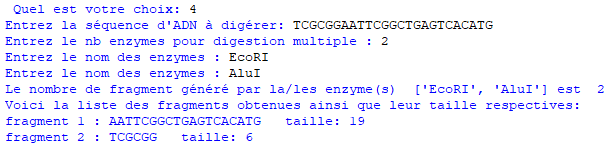 Quel est votre choix: 4
Entrez la séquence d'ADN à digérer: TCGCGGAATTCGGCTGAGTCACATG
Entrez le nb enzymes pour digestion multiple : 2
Entrez le nom des enzymes : EcoRI
Entrez le nom des enzymes : AluI
Le nombre de fragment généré par la/les enzyme(s)  ['EcoRI', 'AluI'] est  2
Voici la liste des fragments obtenues ainsi que leur taille respectives:
fragment 1 : AATTCGGCTGAGTCACATG   taille: 19
fragment 2 : TCGCGG   taille: 6